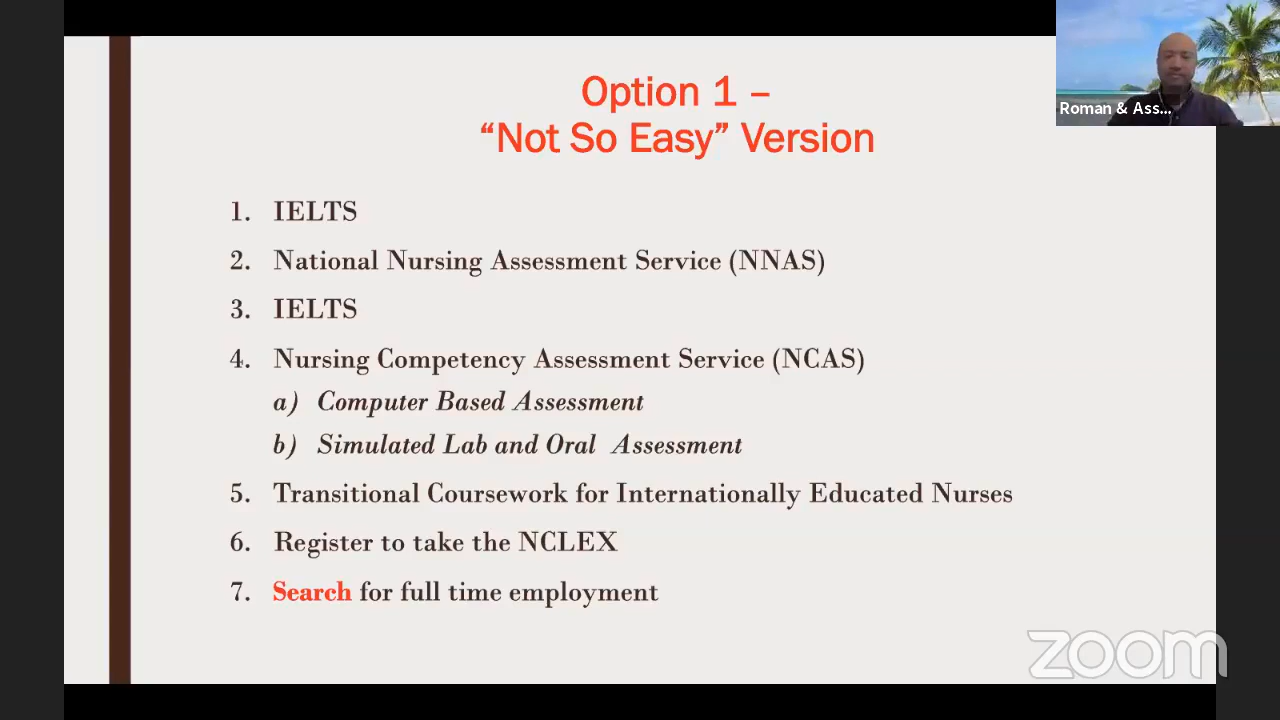 Option 1 –
“Not So Easy” Version
Roman & Ass...
1. IELTS
2. National Nursing Assessment Service (NNAS)
3. IELTS
4. Nursing Competency Assessment Service (NCAS)
a) Computer Based Assessment
b) Simulated Lab and Oral Assessment
5. Transitional Coursework for Internationally Educated Nurses
6. Register to take the NCLEX
7. Search for full time employment
zoom